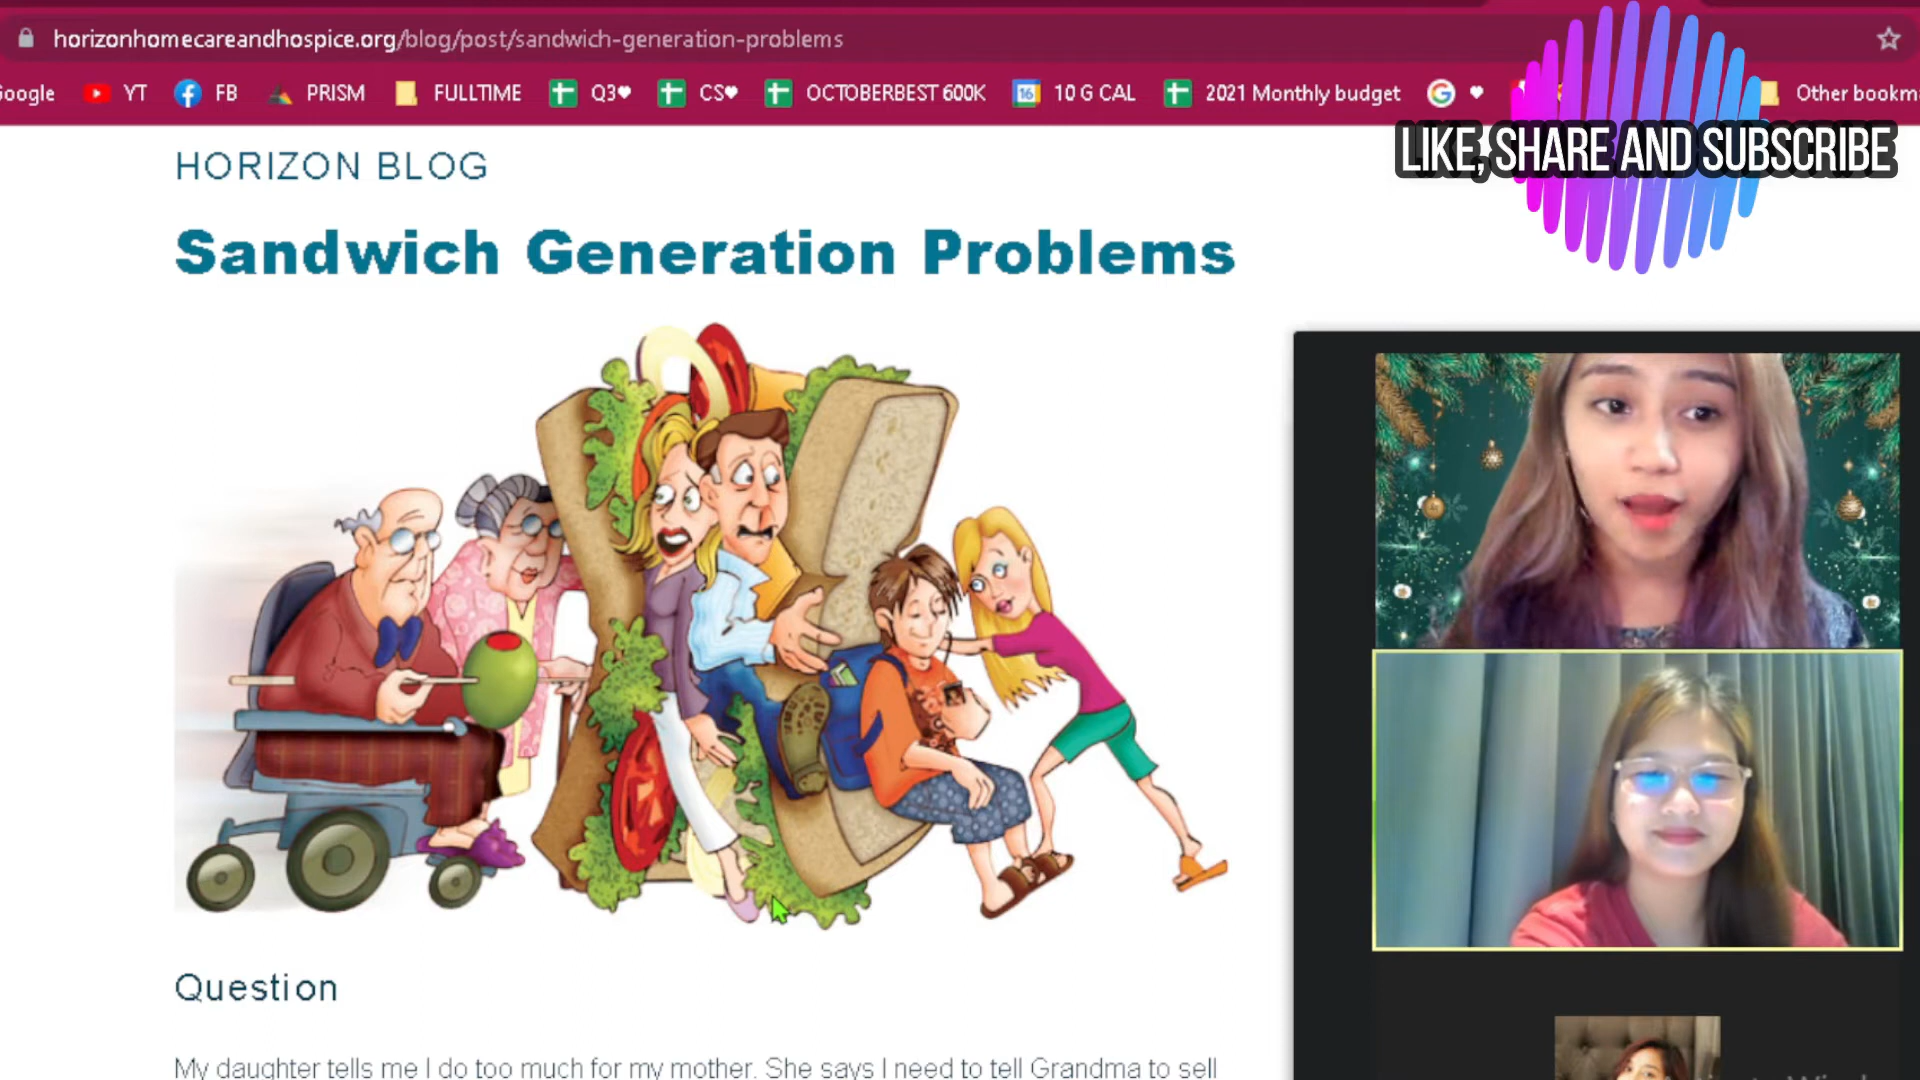 horizonhomecareandhospice.org/blog/post/sandwich-generation-problems
oogle YT FB PRISM FULLTIME Q3♥ CS♥ OCTOBERBEST 600K 16 10 G CAL 2021 Monthly budget G ♥ Other bookm
LIKE, SHARE AND SUBSCRIBE
HORIZON BLOG
Sandwich Generation Problems
Question
My daughter tells me I do too much for my mother. She says I need to tell Grandma to sell